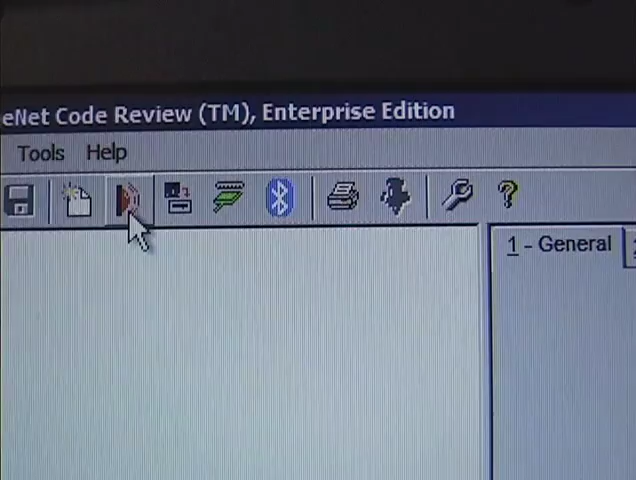 eNet Code Review (TM), Enterprise Edition
Tools Help
1 - General